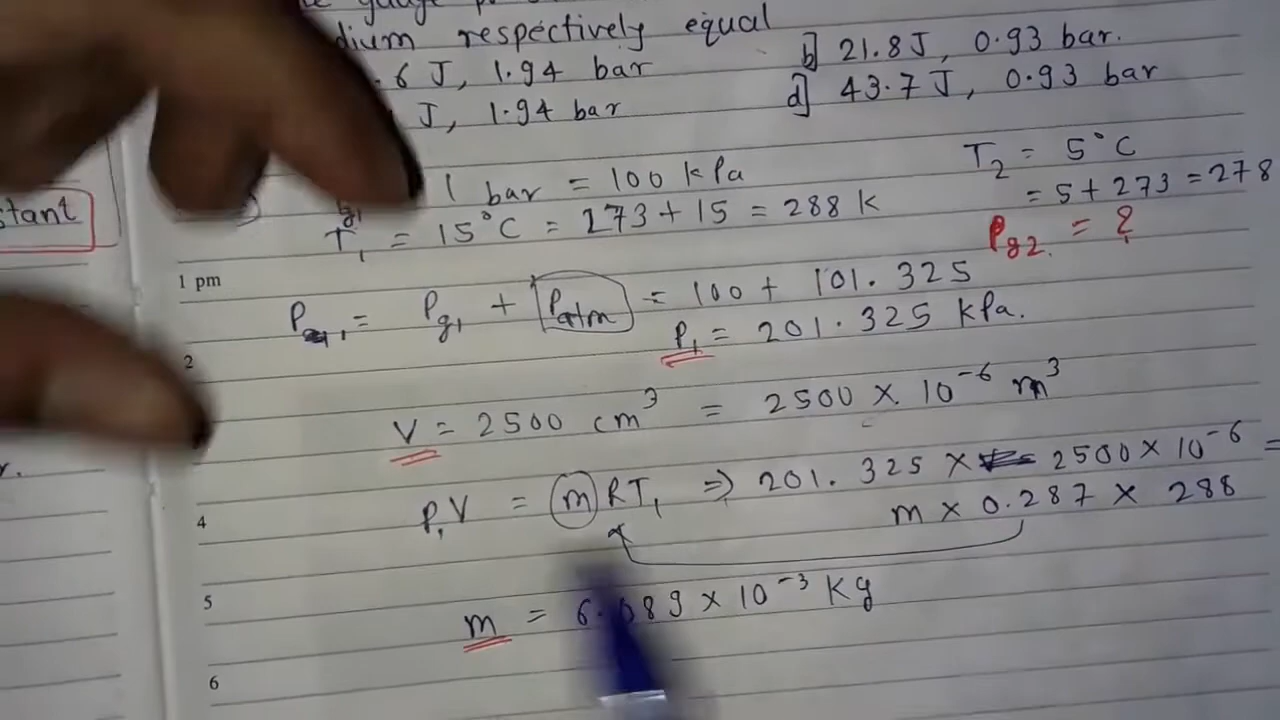 gauge
dium respectively equal
6 J, 1.94 bar
b] 21.8 J, 0.93 bar.
J, 1.94 bar
d] 43.7 J, 0.93 bar
1 bar = 100 kPa
T₂ = 5°C
= 5 + 273 = 278
T₁ = 15°C = 273 + 15 = 288 k
Pg2. = ?
stant
1 pm
P₁ = Pg₁ + Patm = 100 + 101.325
P₁ = 201.325 kPa.
2
V = 2500 cm³ = 2500 × 10⁻⁶ m³
P₁V = m RT₁ ⇒ 201.325 × 2500 × 10⁻⁶ =
m × 0.287 × 288
4
5
m = 6.089 × 10⁻³ kg
6